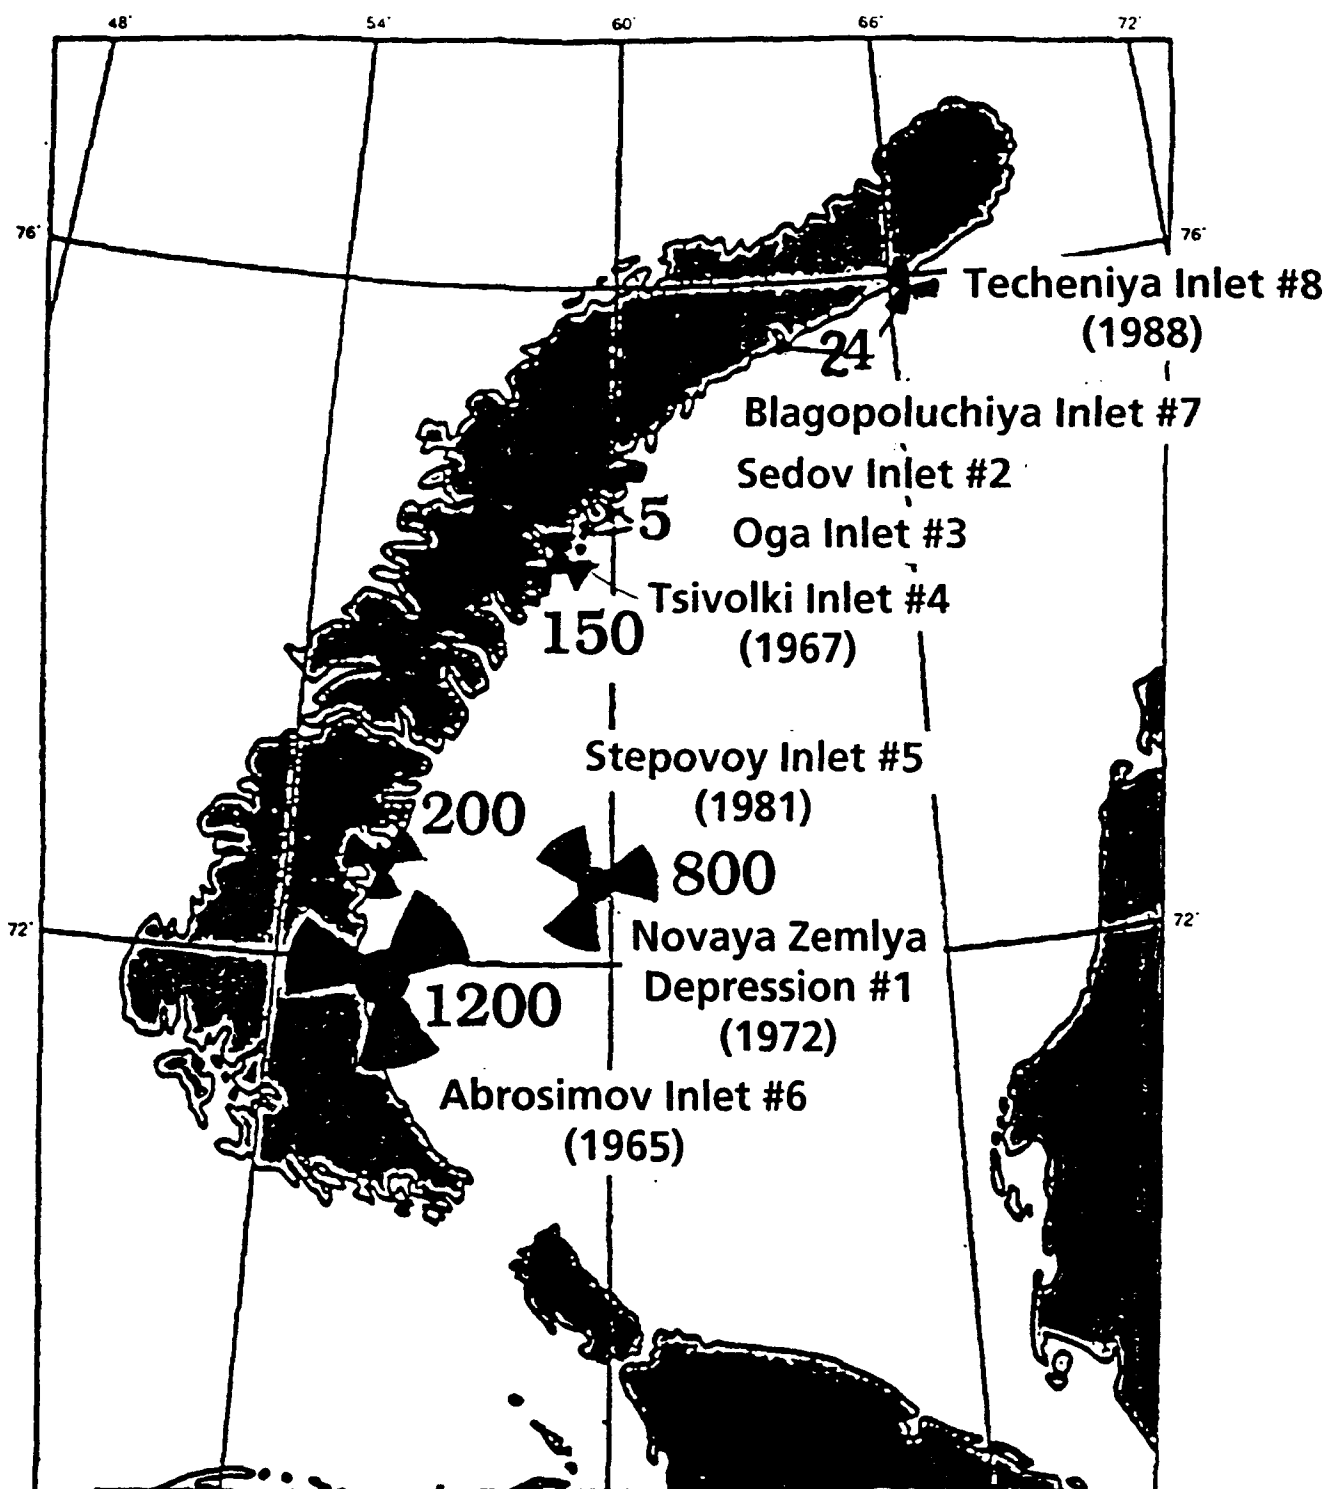 48° 54° 60° 66° 72°
76° 76°
Techeniya Inlet #8
(1988)
24
Blagopoluchiya Inlet #7
Sedov Inlet #2
5
Oga Inlet #3
Tsivolki Inlet #4
150
(1967)
Stepovoy Inlet #5
(1981)
200
800
72° 72°
Novaya Zemlya
Depression #1
(1972)
1200
Abrosimov Inlet #6
(1965)